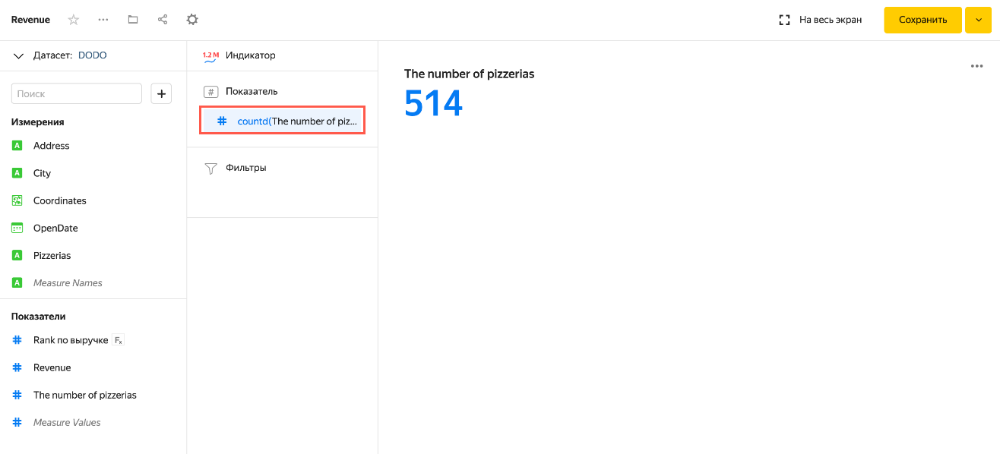 Revenue
На весь экран
Сохранить
Датасет: DODO
Поиск
Измерения
A Address
A City
Coordinates
OpenDate
A Pizzerias
A Measure Names
Показатели
# Rank по выручке Fx
# Revenue
# The number of pizzerias
# Measure Values
1.2 M Индикатор
# Показатель
# countd(The number of piz...
Фильтры
The number of pizzerias
514